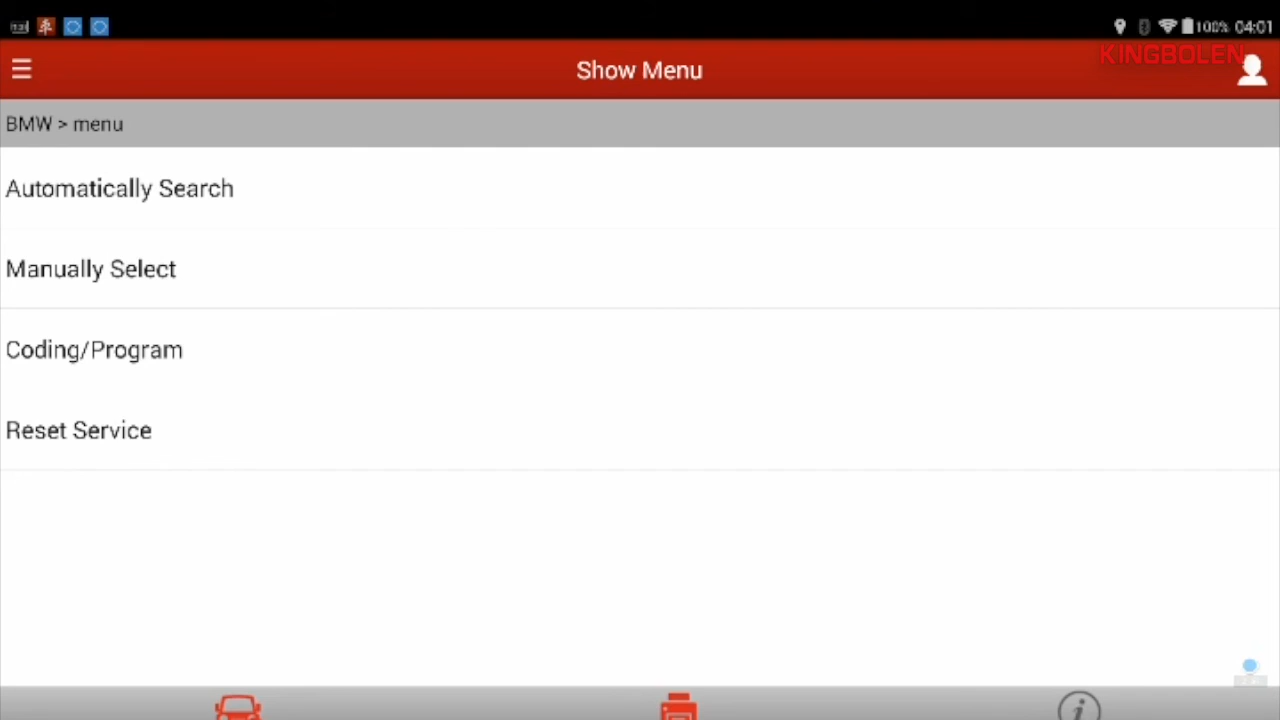 100% 04:01
KINGBOLEN
Show Menu
BMW > menu
Automatically Search
Manually Select
Coding/Program
Reset Service